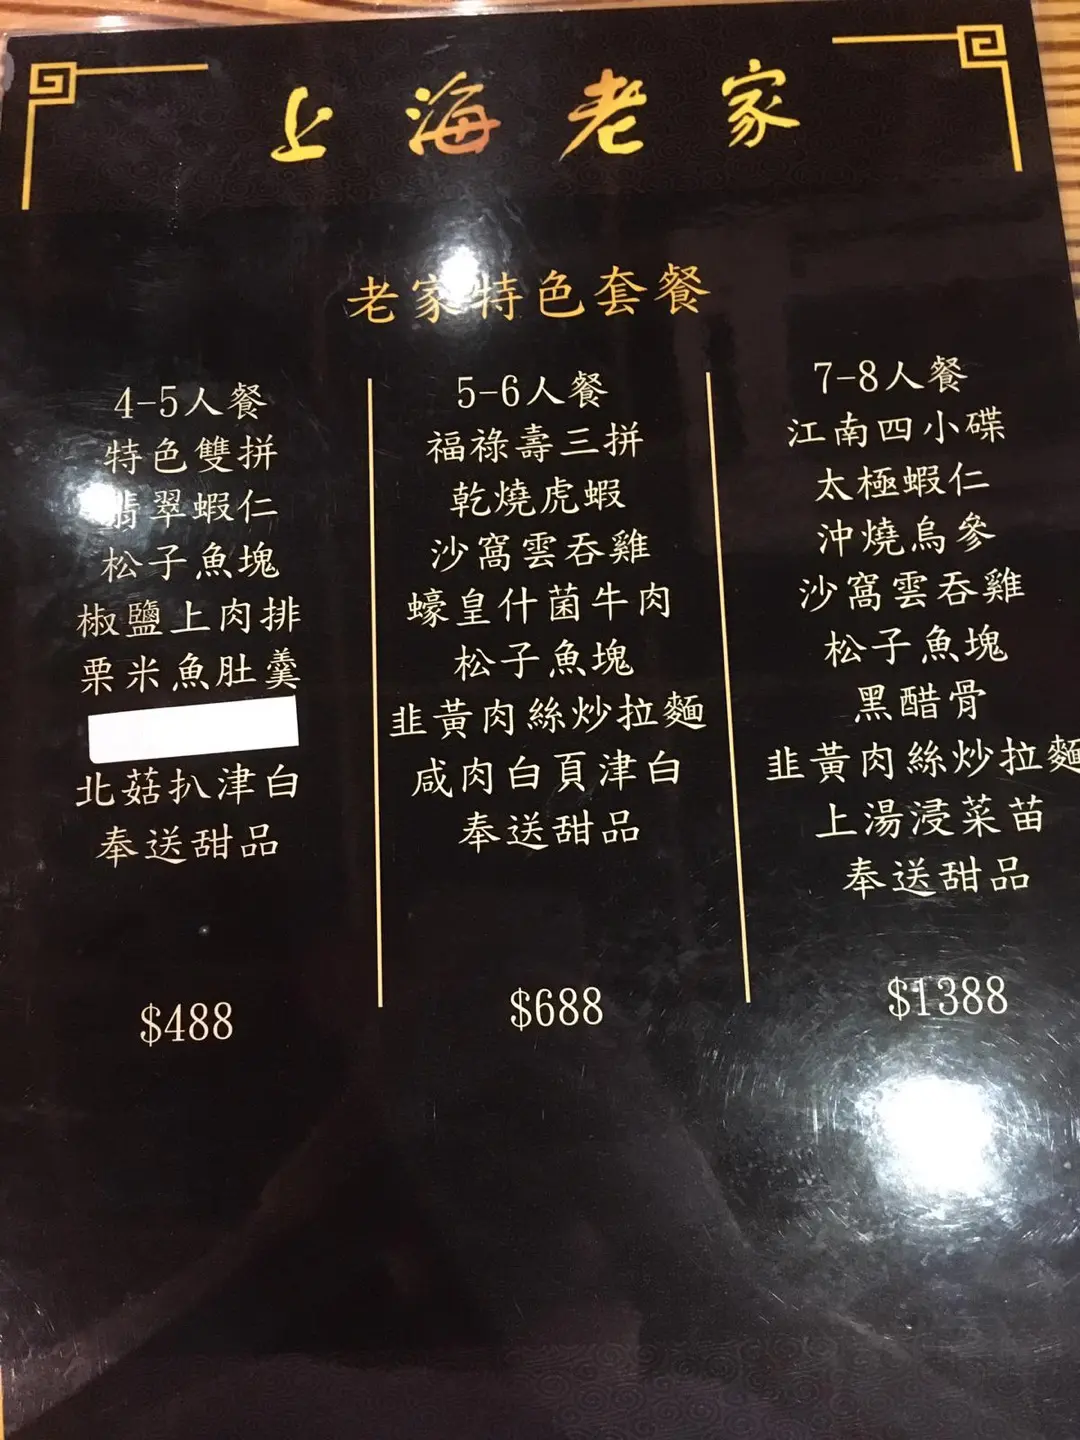 上海老家
老家特色套餐
4-5人餐
特色雙拼
翡翠蝦仁
松子魚塊
椒鹽上肉排
栗米魚肚羹
北菇扒津白
奉送甜品
$488
5-6人餐
福祿壽三拼
乾燒虎蝦
沙窩雲吞雞
蠔皇什菌牛肉
松子魚塊
韭黃肉絲炒拉麵
咸肉白頁津白
奉送甜品
$688
7-8人餐
江南四小碟
太極蝦仁
沖燒烏參
沙窩雲吞雞
松子魚塊
黑醋骨
韭黃肉絲炒拉麵
上湯浸菜苗
奉送甜品
$1388